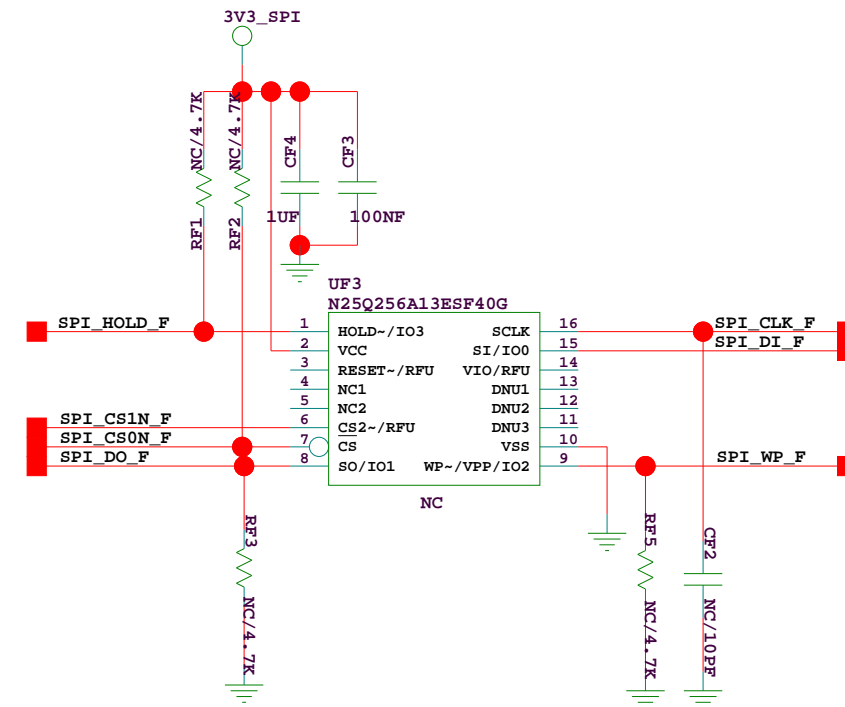 3V3_SPI
NC/4.7K
NC/4.7K
CF4
CF3
RF1
RF2
1UF
100NF
UF3
N25Q256A13ESF40G
SPI_HOLD_F
1
HOLD~/IO3
SCLK
16
SPI_CLK_F
2
VCC
SI/IO0
15
SPI_DI_F
3
RESET~/RFU
VIO/RFU
14
4
NC1
DNU1
13
5
NC2
DNU2
12
SPI_CS1N_F
6
CS2~/RFU
DNU3
11
SPI_CS0N_F
7
CS
VSS
10
SPI_DO_F
8
SO/IO1
WP~/VPP/IO2
9
SPI_WP_F
NC
RF3
NC/4.7K
RF5
NC/4.7K
CF2
NC/10PF